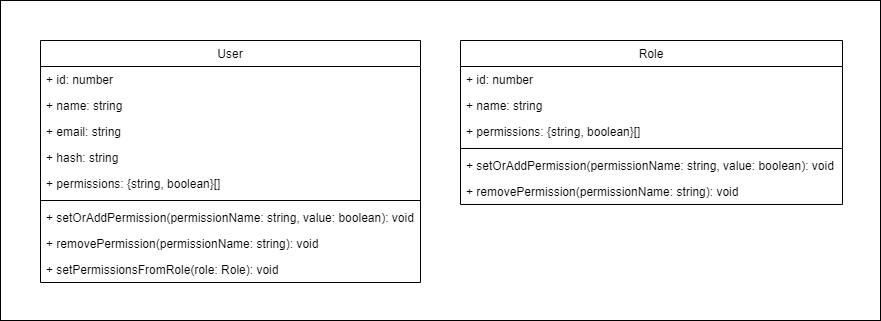 User
+ id: number
+ name: string
+ email: string
+ hash: string
+ permissions: {string, boolean}[]
+ setOrAddPermission(permissionName: string, value: boolean): void
+ removePermission(permissionName: string): void
+ setPermissionsFromRole(role: Role): void
Role
+ id: number
+ name: string
+ permissions: {string, boolean}[]
+ setOrAddPermission(permissionName: string, value: boolean): void
+ removePermission(permissionName: string): void